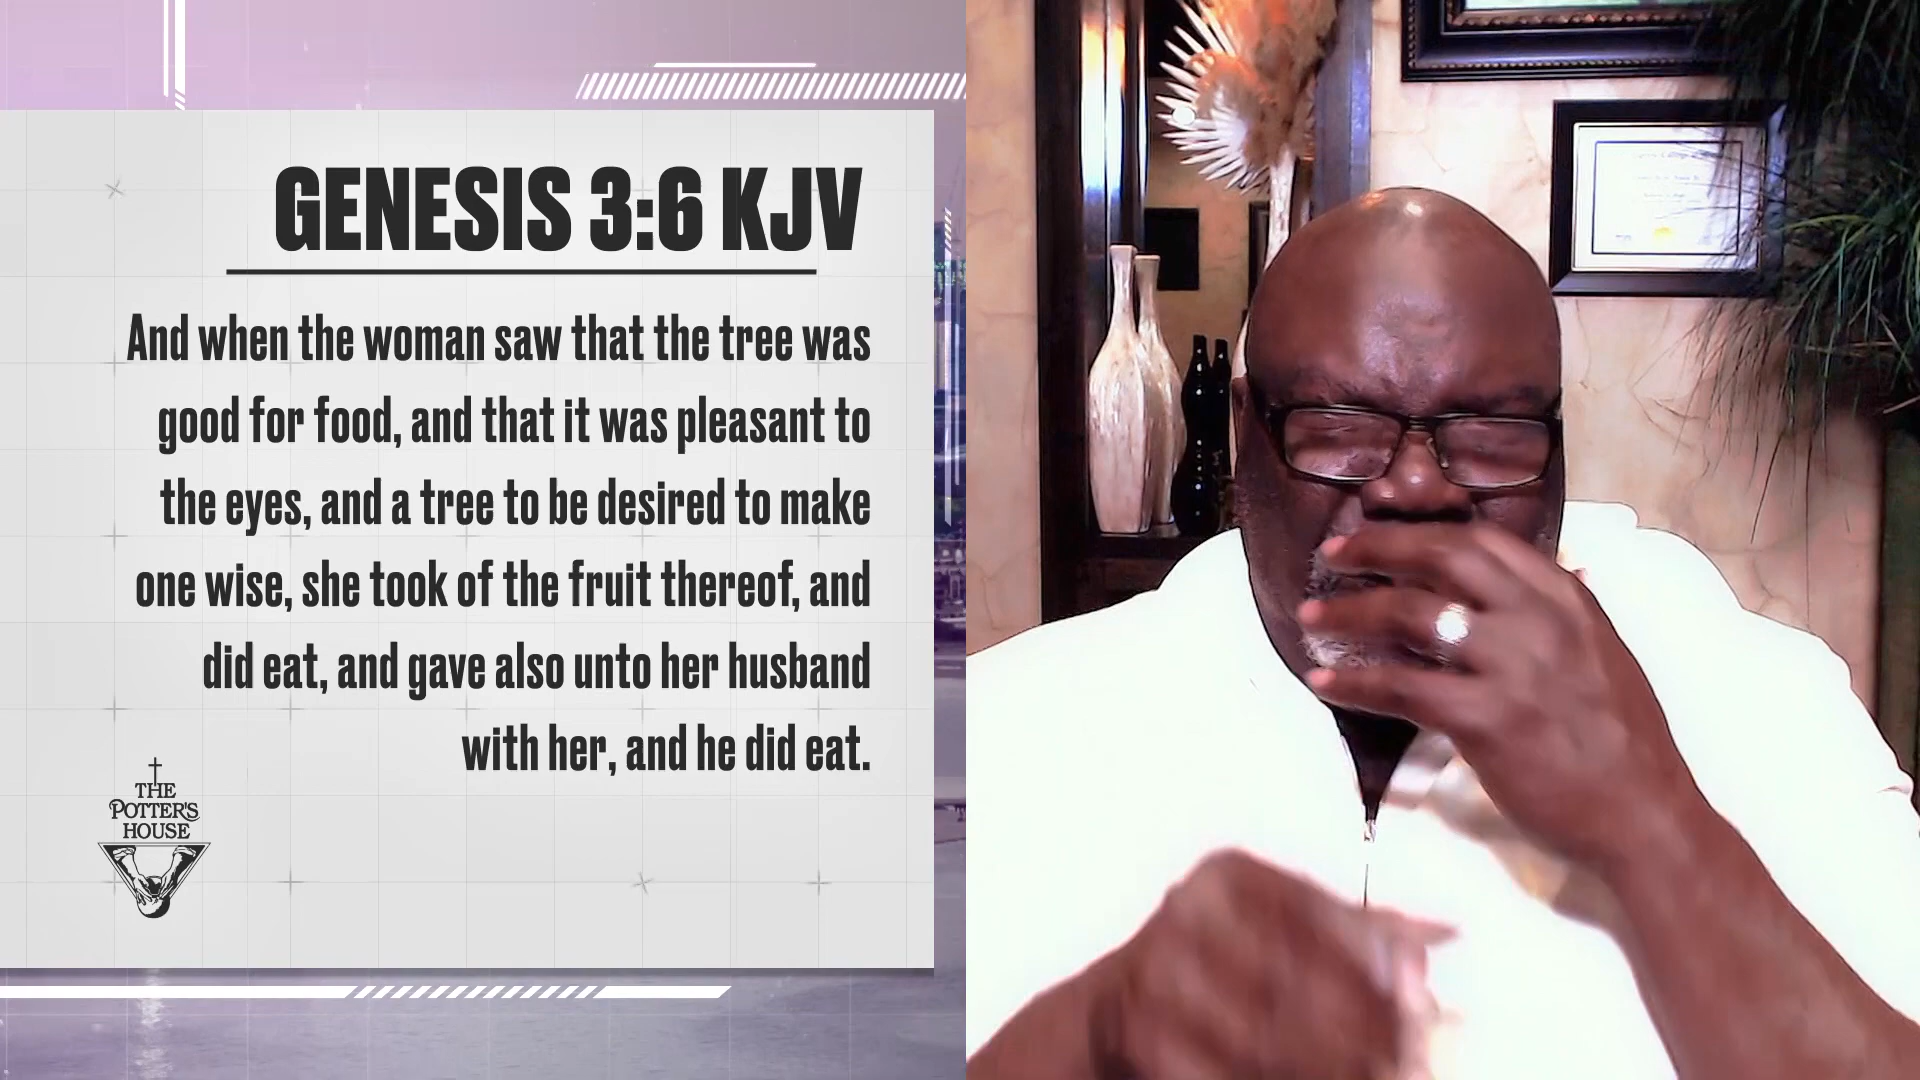 GENESIS 3:6 KJV
And when the woman saw that the tree was
good for food, and that it was pleasant to
the eyes, and a tree to be desired to make
one wise, she took of the fruit thereof, and
did eat, and gave also unto her husband
with her, and he did eat.
THE
POTTER'S
HOUSE